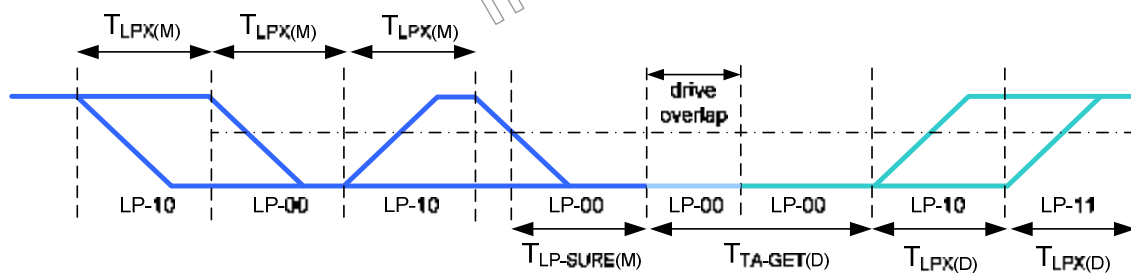 TLPX(M) TLPX(M) TLPX(M)
drive
overlap
LP-10 LP-00 LP-10 LP-00 LP-00 LP-00 LP-10 LP-11
TLP-SURE(M) TTA-GET(D) TLPX(D) TLPX(D)